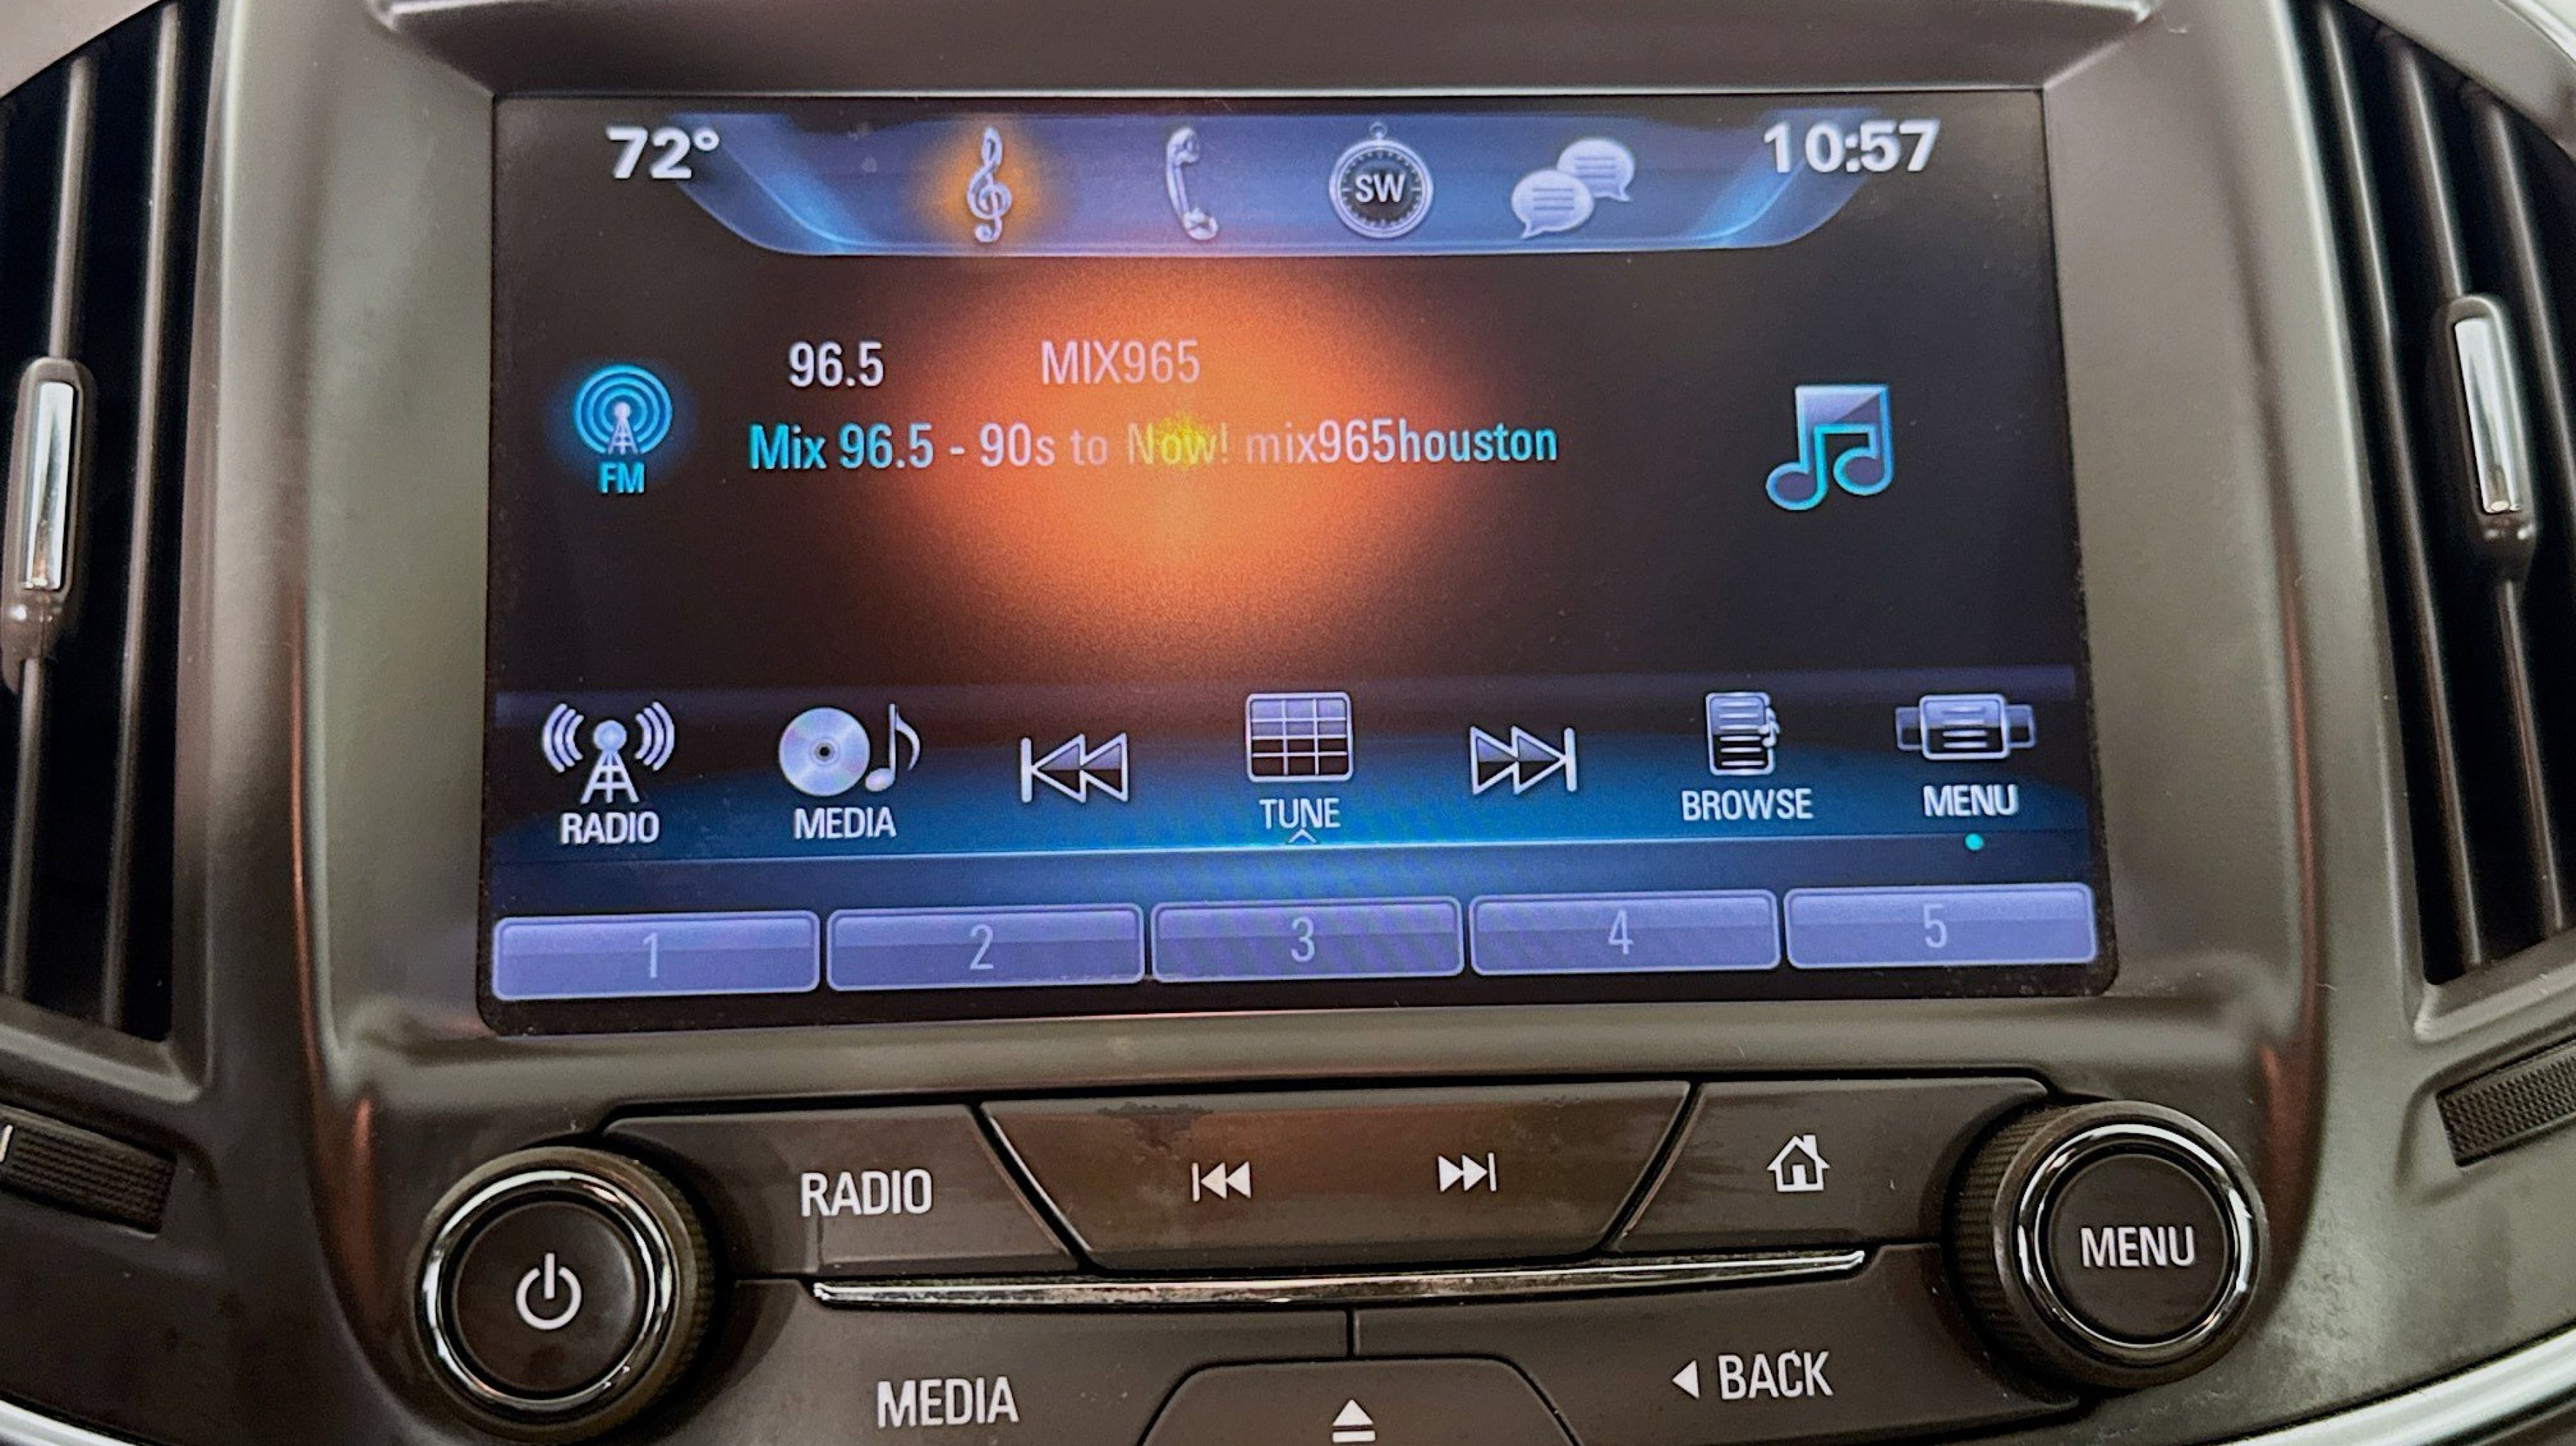 72° SW 10:57
96.5 MIX965
FM
Mix 96.5 - 90s to Now! mix965houston
RADIO MEDIA TUNE BROWSE MENU
1 2 3 4 5
RADIO
MENU
MEDIA
BACK